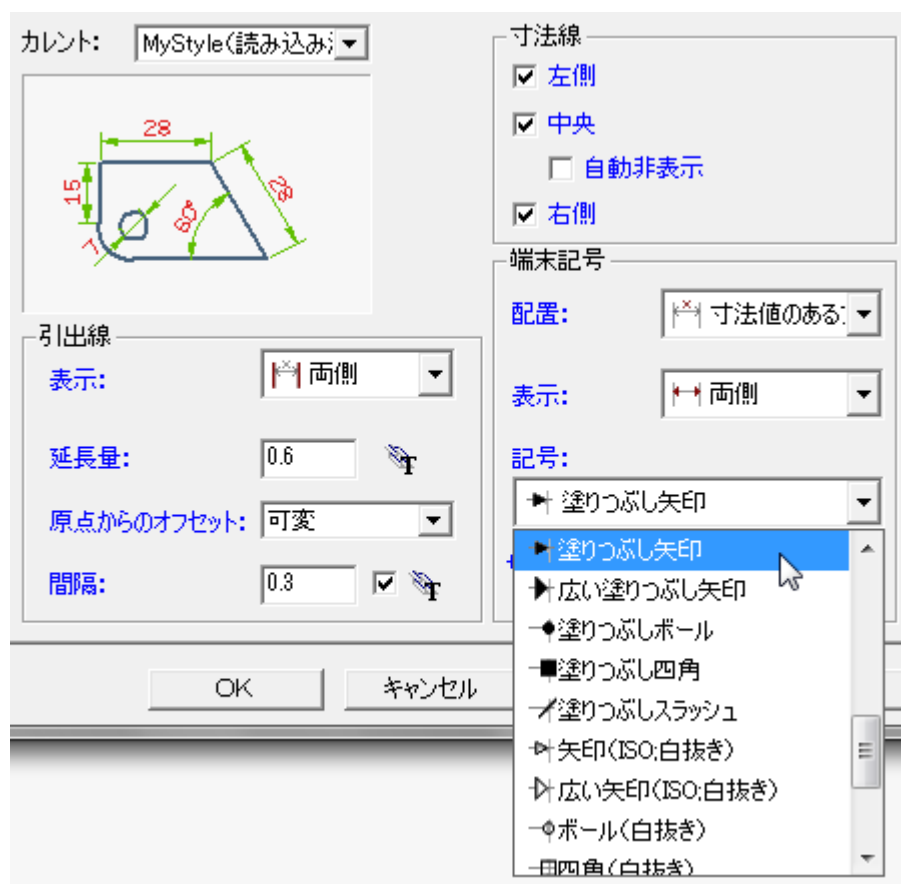 カレント: MyStyle(読み込み
28
15
28
60°
7
引出線
表示: 両側
延長量: 0.6
原点からのオフセット: 可変
間隔: 0.3
寸法線
左側
中央
自動非表示
右側
端末記号
配置: 寸法値のある
表示: 両側
記号:
塗りつぶし矢印
塗りつぶし矢印
広い塗りつぶし矢印
塗りつぶしボール
塗りつぶし四角
塗りつぶしスラッシュ
矢印(ISO;白抜き)
広い矢印(ISO;白抜き)
ボール(白抜き)
四角(白抜き)
OK
キャンセル